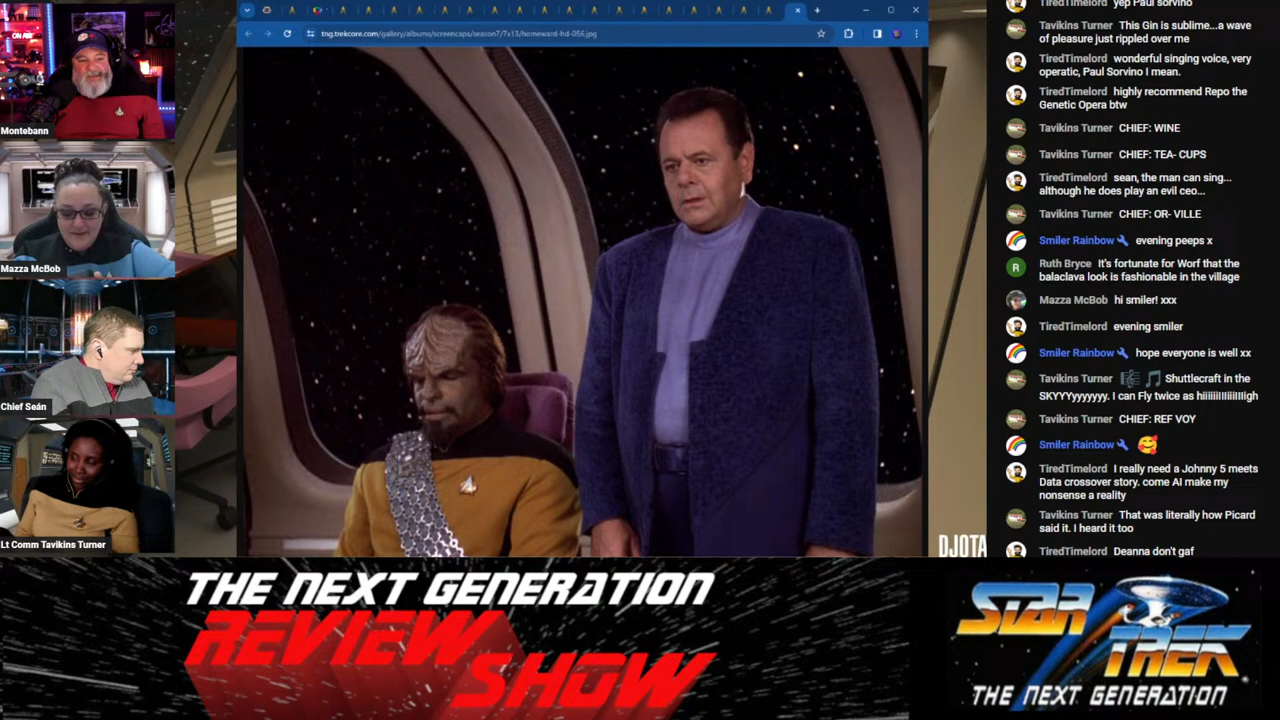 ON AIR
Montebann
Mazza McBob
Chief Seán
Lt Comm Tavikins Turner
tng.trekcore.com/gallery/albums/screencaps/season7/7x13/homeward-hd-056.jpg
DJOTA
TiredTimelord yep Paul sorvino
Tavikins Turner This Gin is sublime...a wave
of pleasure just rippled over me
TiredTimelord wonderful singing voice, very
operatic, Paul Sorvino I mean.
TiredTimelord highly recommend Repo the
Genetic Opera btw
Tavikins Turner CHIEF: WINE
Tavikins Turner CHIEF: TEA- CUPS
TiredTimelord sean, the man can sing...
although he does play an evil ceo...
Tavikins Turner CHIEF: OR- VILLE
Smiler Rainbow evening peeps x
R
Ruth Bryce It's fortunate for Worf that the
balaclava look is fashionable in the village
Mazza McBob hi smiler! xxx
TiredTimelord evening smiler
Smiler Rainbow hope everyone is well xx
Tavikins Turner 🎼 🎵 Shuttlecraft in the
Tavikins Turner CHIEF: REF VOY
Smiler Rainbow 🥰
TiredTimelord I really need a Johnny 5 meets
Data crossover story. come AI make my
nonsense a reality
Tavikins Turner That was literally how Picard
said it. I heard it too
TiredTimelord Deanna don't gaf
THE NEXT GENERATION
REVIEW
SHOW
STAR
TREK
THE NEXT GENERATION